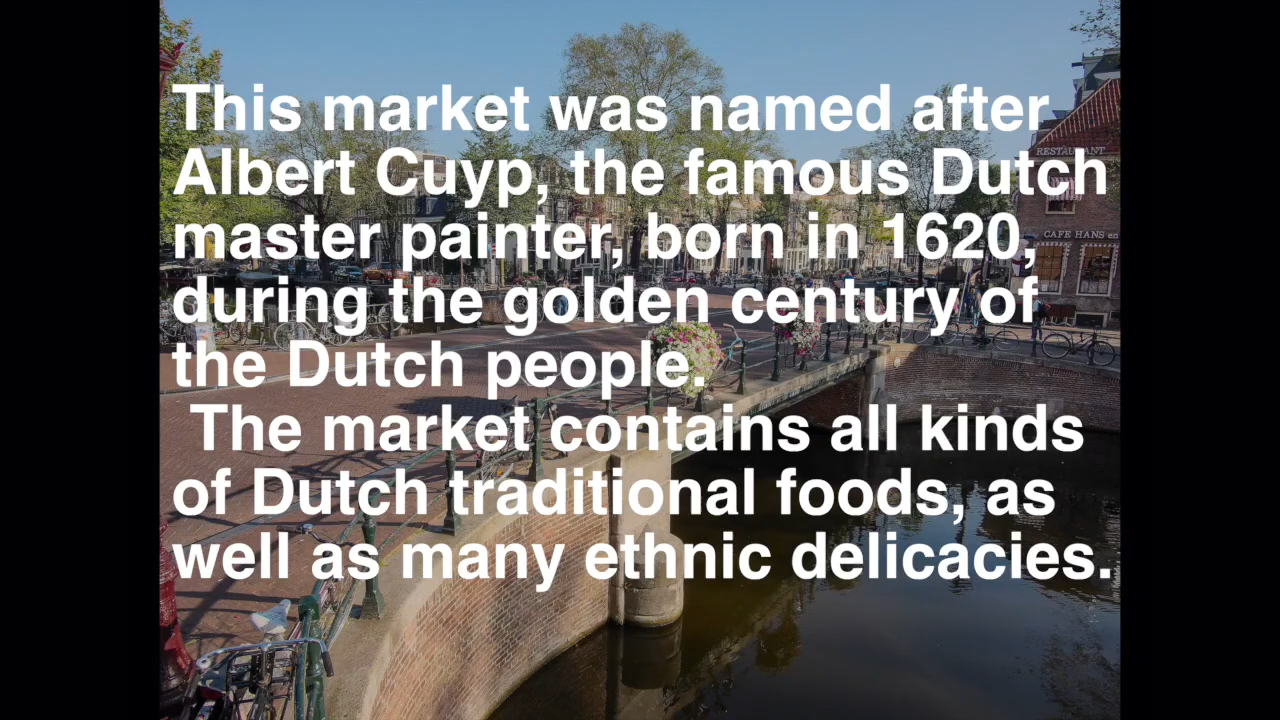 This market was named after
Albert Cuyp, the famous Dutch
master painter, born in 1620,
during the golden century of
the Dutch people.
The market contains all kinds
of Dutch traditional foods, as
well as many ethnic delicacies.
RESTAURANT
CAFE HANS en